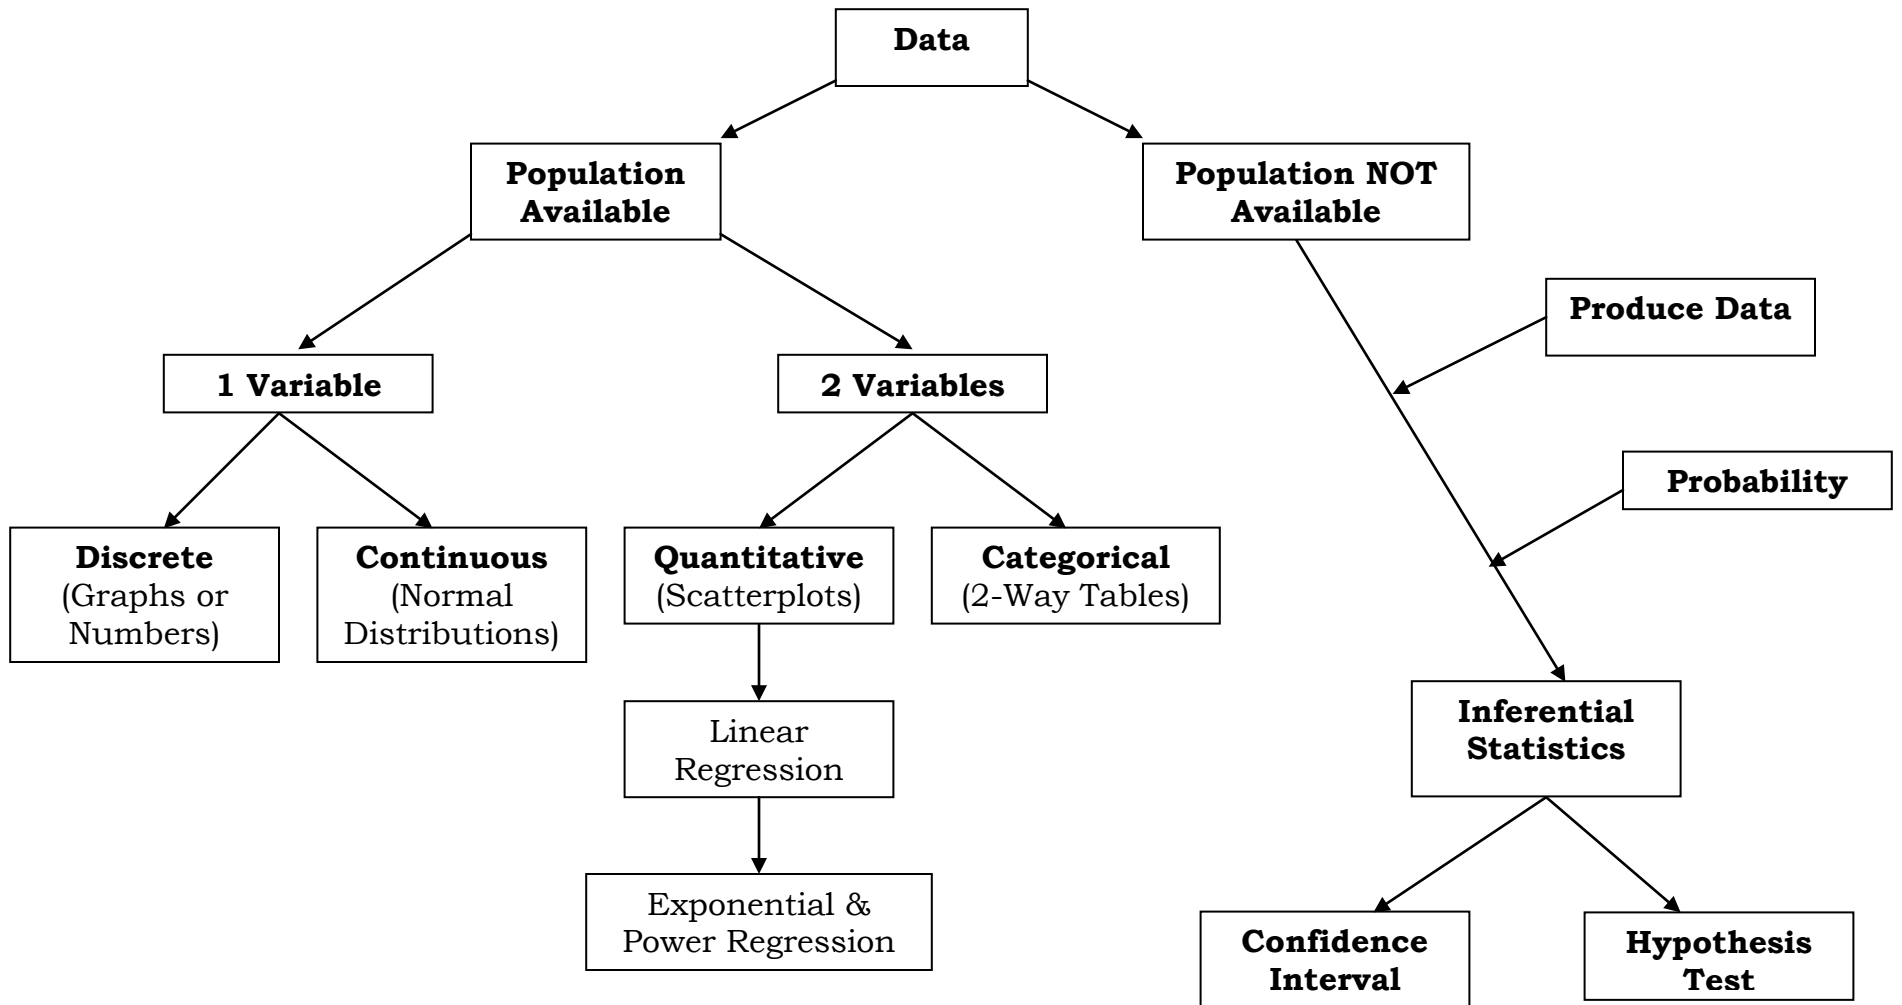 Data
Population
Available
Population NOT
Available
Produce Data
1 Variable
2 Variables
Probability
Discrete
(Graphs or
Numbers)
Continuous
(Normal
Distributions)
Quantitative
(Scatterplots)
Categorical
(2-Way Tables)
Linear
Regression
Inferential
Statistics
Exponential &
Power Regression
Confidence
Interval
Hypothesis
Test